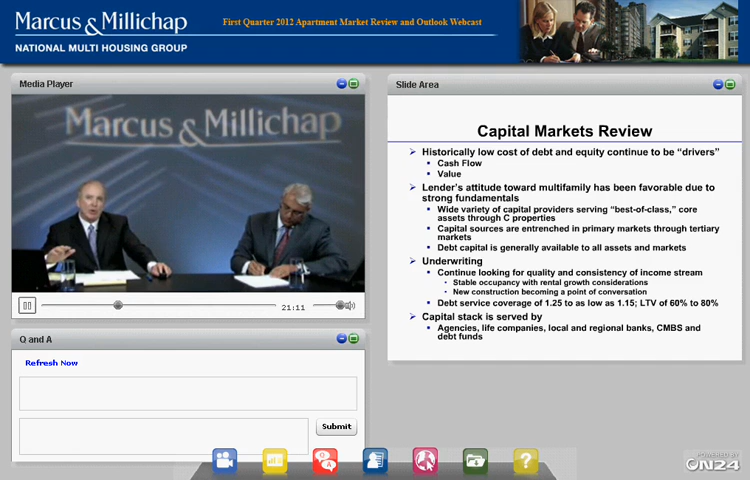 Marcus & Millichap
NATIONAL MULTI HOUSING GROUP
First Quarter 2012 Apartment Market Review and Outlook Webcast
Media Player
Marcus & Millichap
21:11
Q and A
Refresh Now
Submit
Slide Area
Capital Markets Review
Historically low cost of debt and equity continue to be “drivers”
Cash Flow
Value
Lender’s attitude toward multifamily has been favorable due to
strong fundamentals
Wide variety of capital providers serving “best-of-class,” core
assets through C properties
Capital sources are entrenched in primary markets through tertiary
markets
Debt capital is generally available to all assets and markets
Underwriting
Continue looking for quality and consistency of income stream
Stable occupancy with rental growth considerations
New construction becoming a point of conversation
Debt service coverage of 1.25 to as low as 1.15; LTV of 60% to 80%
Capital stack is served by
Agencies, life companies, local and regional banks, CMBS and
debt funds
Q
A
?
POWERED BY
ON24